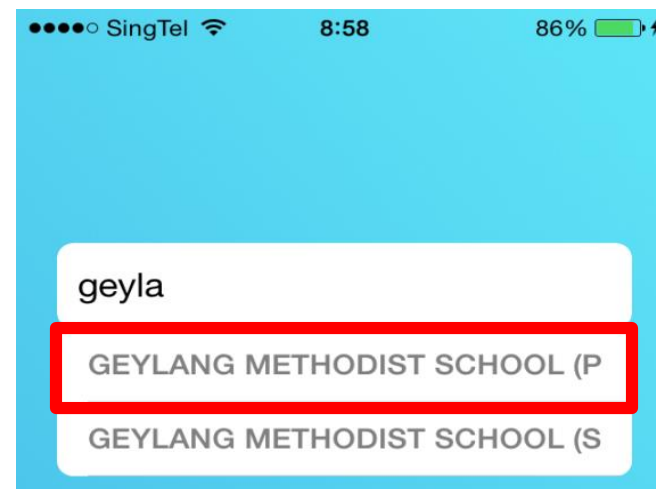 SingTel 8:58 86%
geyla
GEYLANG METHODIST SCHOOL (P
GEYLANG METHODIST SCHOOL (S